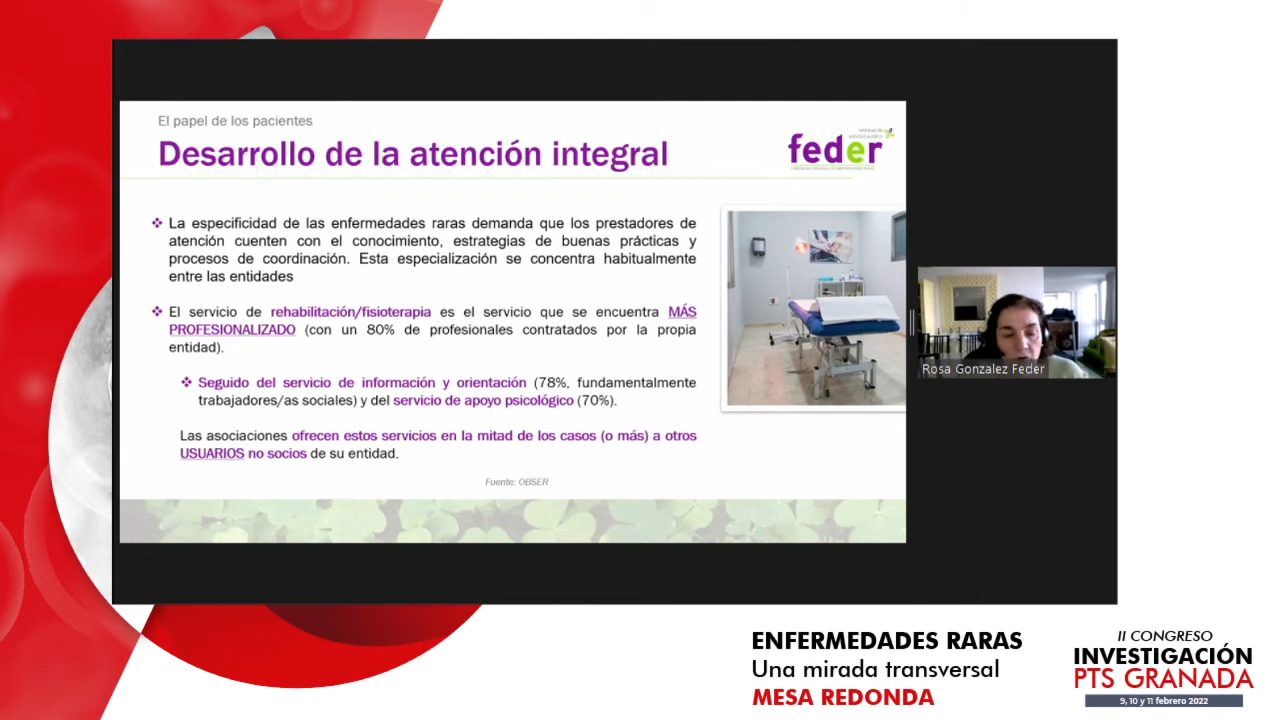 El papel de los pacientes
Desarrollo de la atención integral
feder
❖ La especificidad de las enfermedades raras demanda que los prestadores de
atención cuenten con el conocimiento, estrategias de buenas prácticas y
procesos de coordinación. Esta especialización se concentra habitualmente
entre las entidades
❖ El servicio de rehabilitación/fisioterapia es el servicio que se encuentra MÁS
PROFESIONALIZADO (con un 80% de profesionales contratados por la propia
entidad).
❖ Seguido del servicio de información y orientación (78%, fundamentalmente
trabajadores/as sociales) y del servicio de apoyo psicológico (70%).
Las asociaciones ofrecen estos servicios en la mitad de los casos (o más) a otros
USUARIOS no socios de su entidad.
Fuente: OBSER
Rosa Gonzalez Feder
ENFERMEDADES RARAS
Una mirada transversal
MESA REDONDA
II CONGRESO
INVESTIGACIÓN
PTS GRANADA
9, 10 y 11 febrero 2022